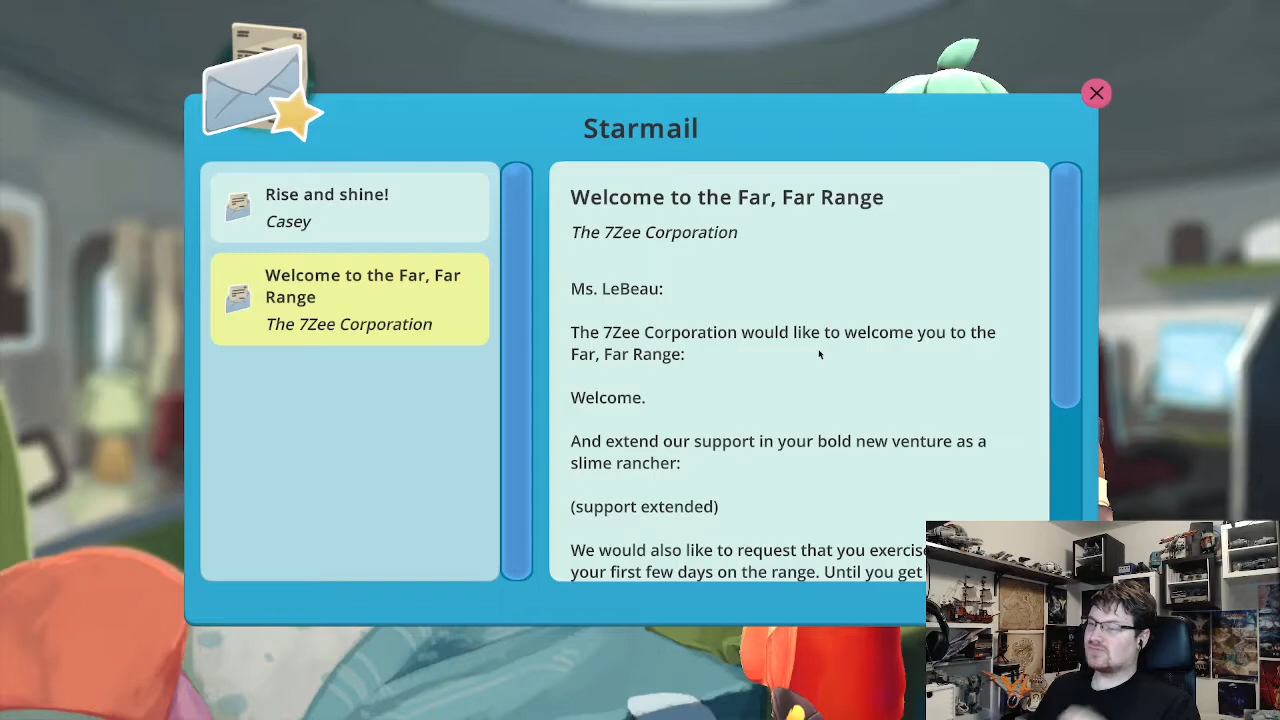 Starmail
Rise and shine!
Casey
Welcome to the Far, Far
Range
The 7Zee Corporation
Welcome to the Far, Far Range
The 7Zee Corporation
Ms. LeBeau:
The 7Zee Corporation would like to welcome you to the
Far, Far Range:
Welcome.
And extend our support in your bold new venture as a
slime rancher:
(support extended)
We would also like to request that you exercise
your first few days on the range. Until you get